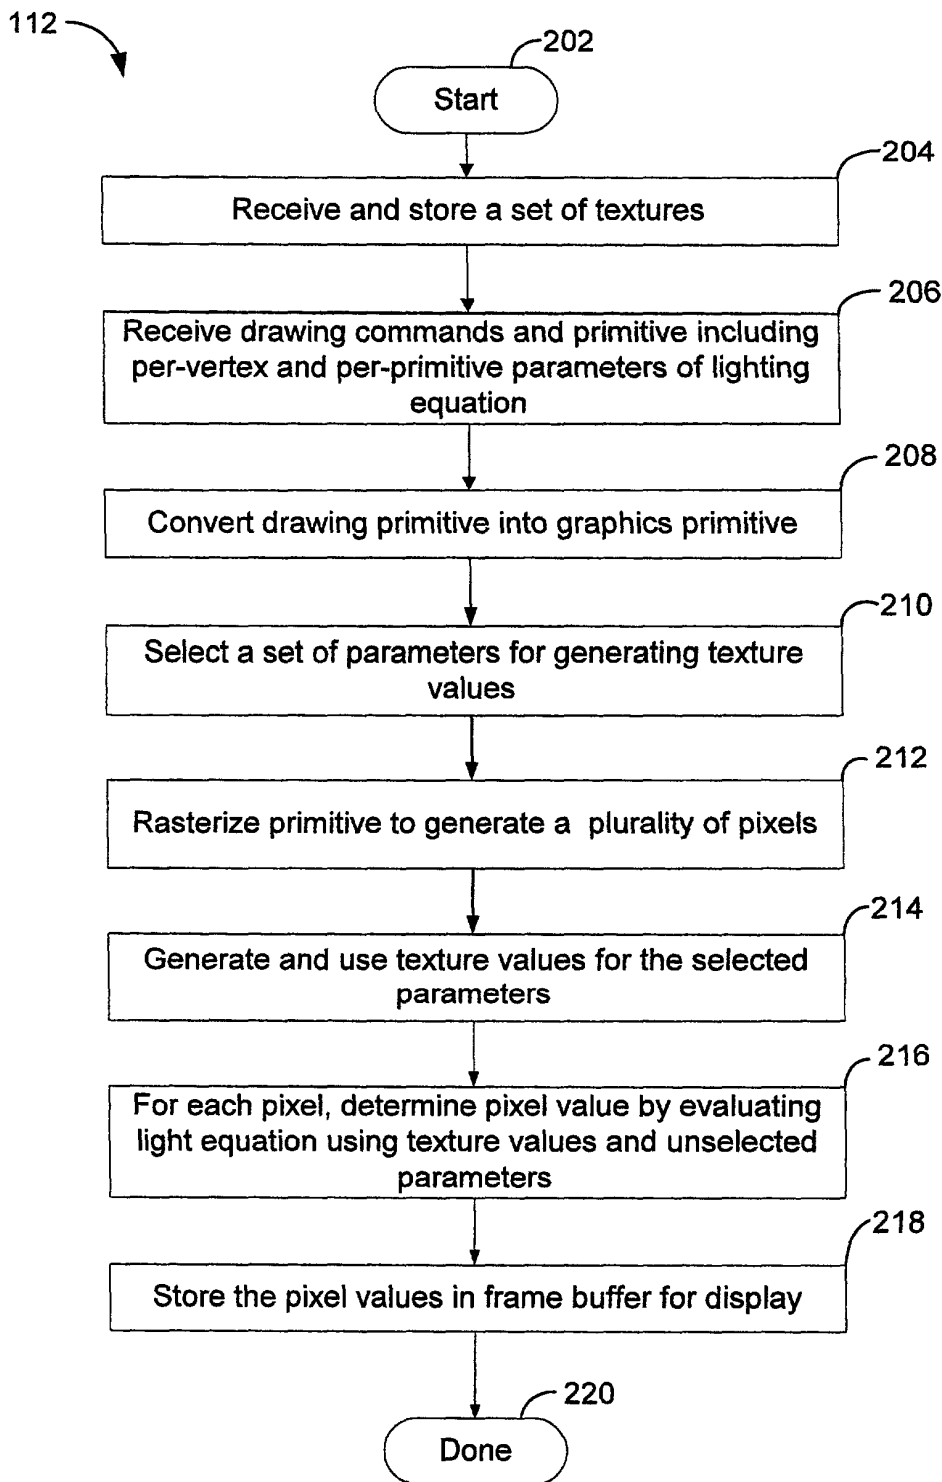 112
202
Start
204
Receive and store a set of textures
206
Receive drawing commands and primitive including
per-vertex and per-primitive parameters of lighting
equation
208
Convert drawing primitive into graphics primitive
210
Select a set of parameters for generating texture
values
212
Rasterize primitive to generate a plurality of pixels
214
Generate and use texture values for the selected
parameters
216
For each pixel, determine pixel value by evaluating
light equation using texture values and unselected
parameters
218
Store the pixel values in frame buffer for display
220
Done